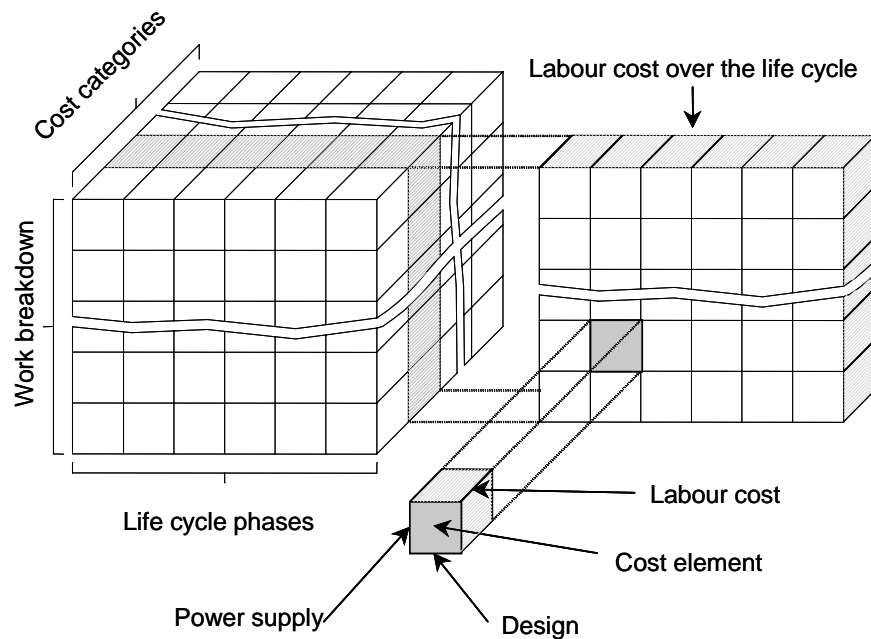 Cost categories
Labour cost over the life cycle
Work breakdown
Life cycle phases
Labour cost
Cost element
Power supply
Design